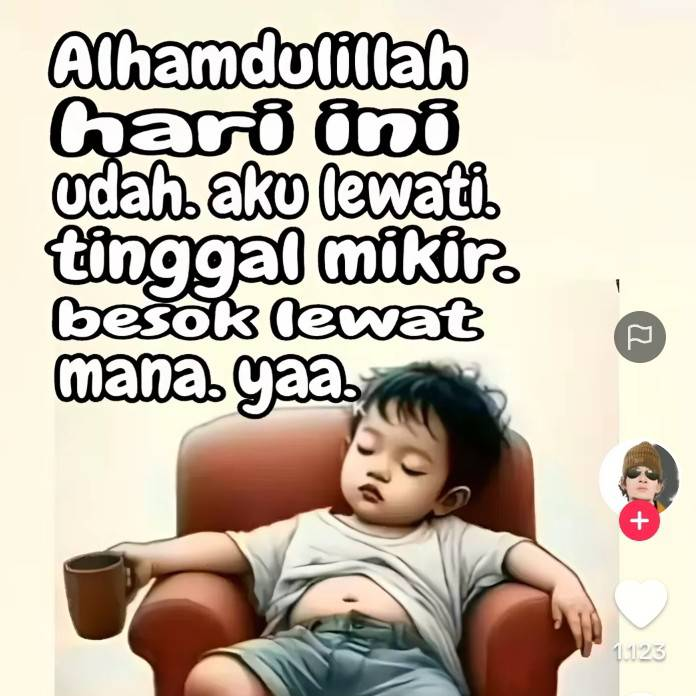 Alhamdulillah
hari ini
udah. aku lewati.
tinggal mikir.
besok lewat
mana. yaa.
1.123